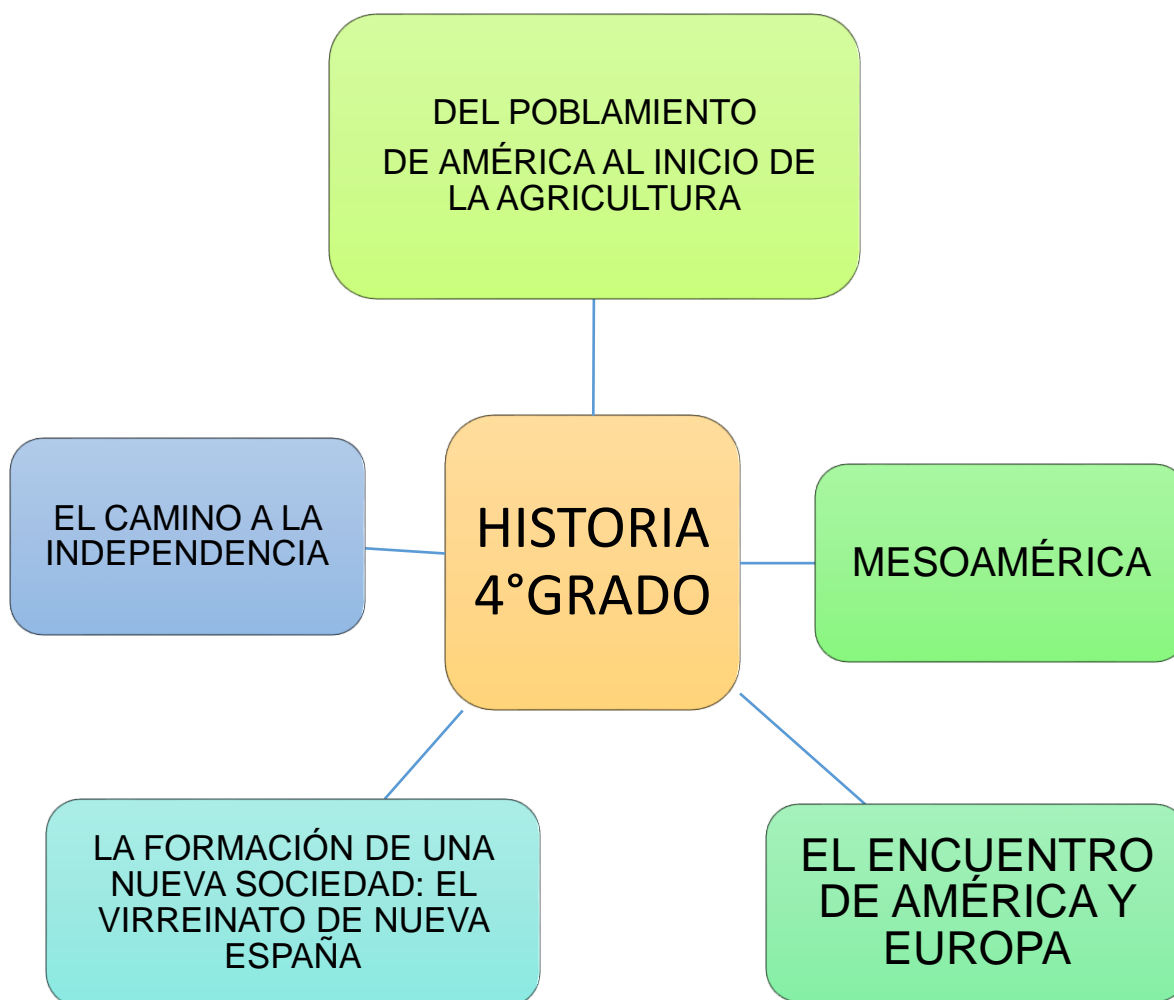 DEL POBLAMIENTO
DE AMÉRICA AL INICIO DE
LA AGRICULTURA
HISTORIA
4°GRADO
MESOAMÉRICA
EL ENCUENTRO
DE AMÉRICA Y
EUROPA
LA FORMACIÓN DE UNA
NUEVA SOCIEDAD: EL
VIRREINATO DE NUEVA
ESPAÑA
EL CAMINO A LA
INDEPENDENCIA